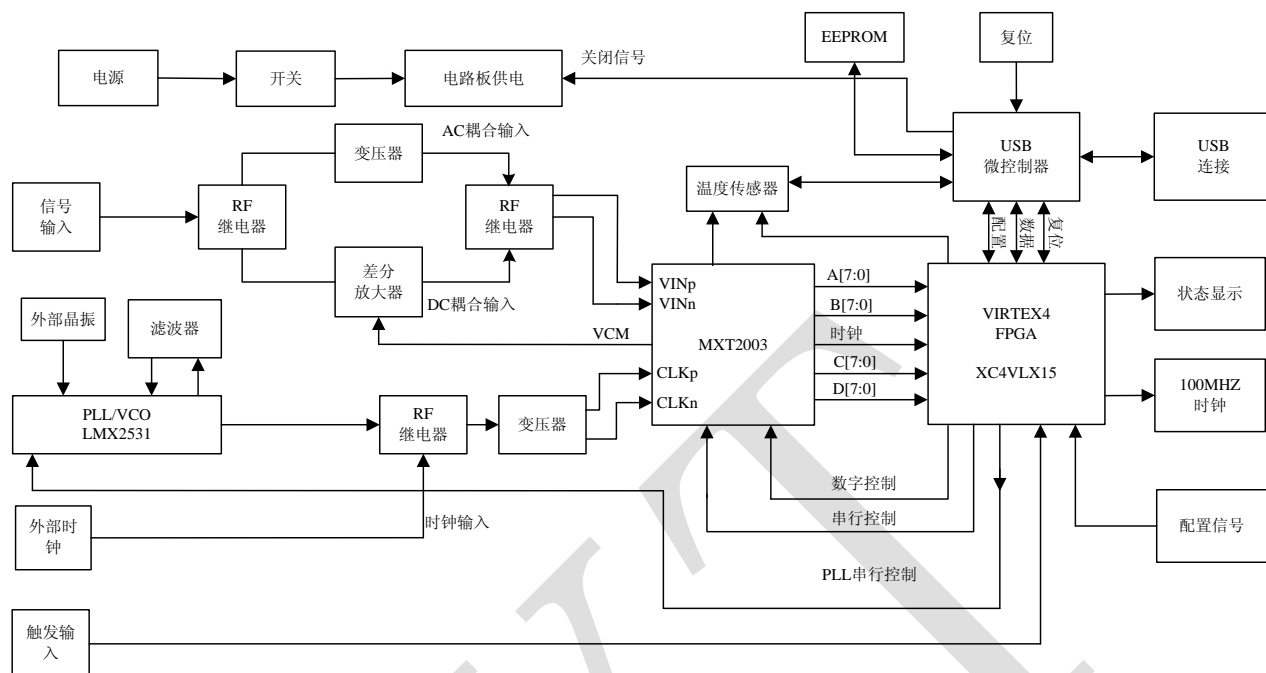 EEPROM
复位
关闭信号
电源
开关
电路板供电
AC耦合输入
变压器
USB
微控制器
USB
连接
温度传感器
信号
输入
RF
继电器
RF
继电器
配置
数据
复位
差分
放大器
DC耦合输入
VINp
VINn
A[7:0]
B[7:0]
VIRTEX4
FPGA
XC4VLX15
状态显示
外部晶振
滤波器
VCM
MXT2003
时钟
C[7:0]
D[7:0]
CLKp
CLKn
100MHZ
时钟
PLL/VCO
LMX2531
RF
继电器
变压器
数字控制
串行控制
外部时
钟
时钟输入
配置信号
PLL串行控制
触发输
入